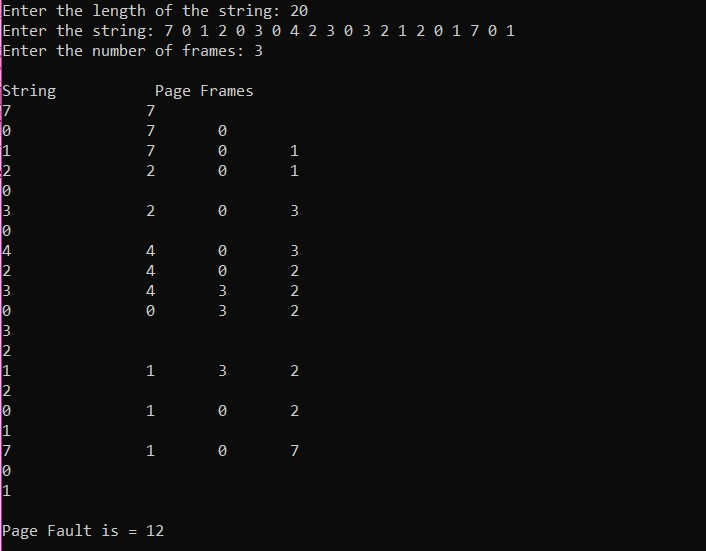 Enter the length of the string: 20
Enter the string: 7 0 1 2 0 3 0 4 2 3 0 3 2 1 2 0 1 7 0 1
Enter the number of frames: 3
String Page Frames
7 7
0 7 0
1 7 0 1
2 2 0 1
0
3 2 0 3
0
4 4 0 3
2 4 0 2
3 4 3 2
0 0 3 2
3
2
1 1 3 2
2
0 1 0 2
1
7 1 0 7
0
1
Page Fault is = 12